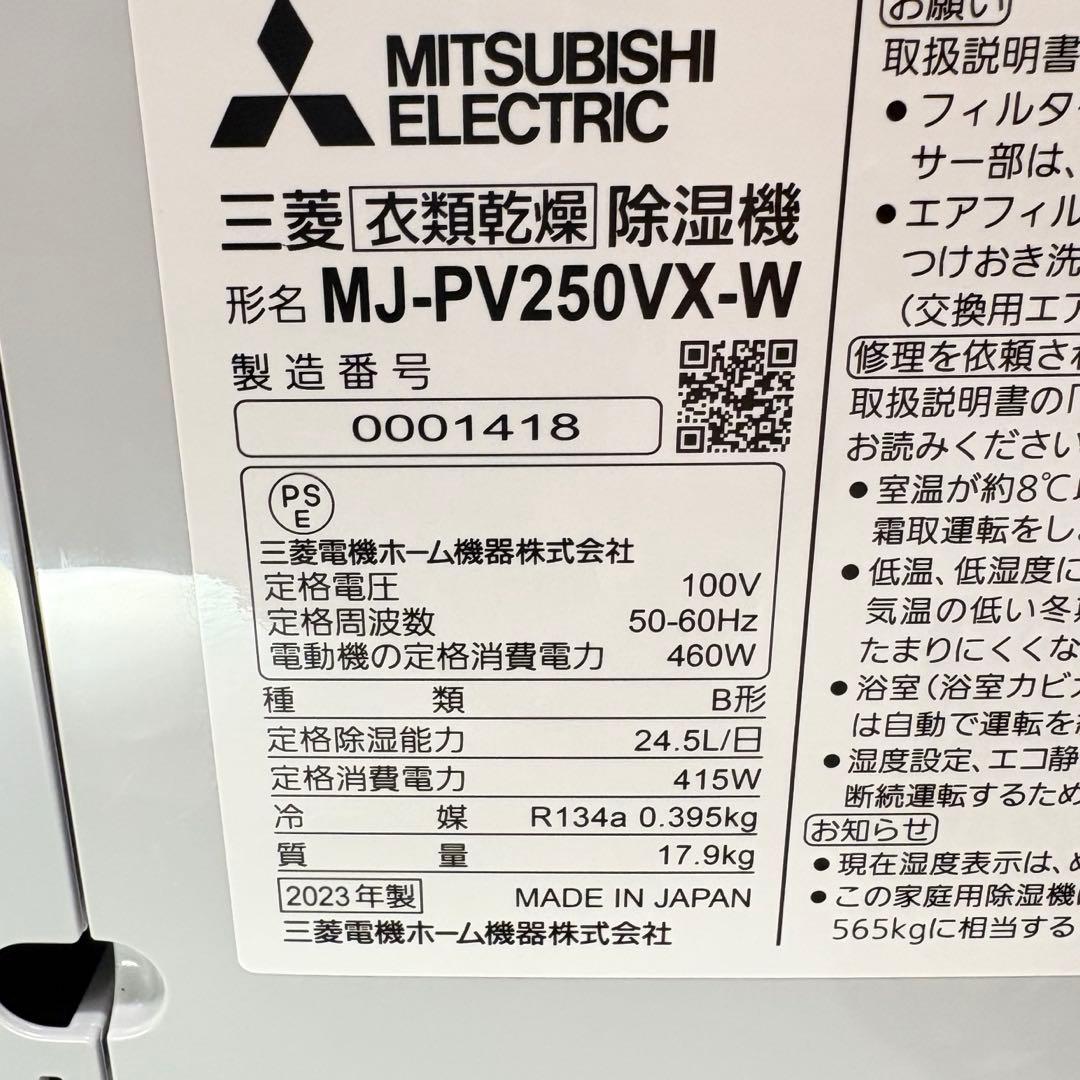 MITSUBISHI
ELECTRIC
三菱 衣類乾燥 除湿機
形名 MJ-PV250VX-W
製造番号
0001418
PS
E
三菱電機ホーム機器株式会社
定格電圧 100V
定格周波数 50-60Hz
電動機の定格消費電力 460W
種類 B形
定格除湿能力 24.5L/日
定格消費電力 415W
冷媒 R134a 0.395kg
質量 17.9kg
2023年製 MADE IN JAPAN
三菱電機ホーム機器株式会社
お願い
取扱説明書
●フィルター
サー部は、
●エアフィル
つけおき洗
(交換用エア
修理を依頼され
取扱説明書の「
お読みください
●室温が約8℃以
霜取運転をし
●低温、低湿度に
気温の低い冬期
たまりにくくな
●浴室(浴室カビガ
は自動で運転を
●湿度設定、エコ静
断続運転するため
お知らせ
●現在湿度表示は、め
●この家庭用除湿機
565kgに相当する